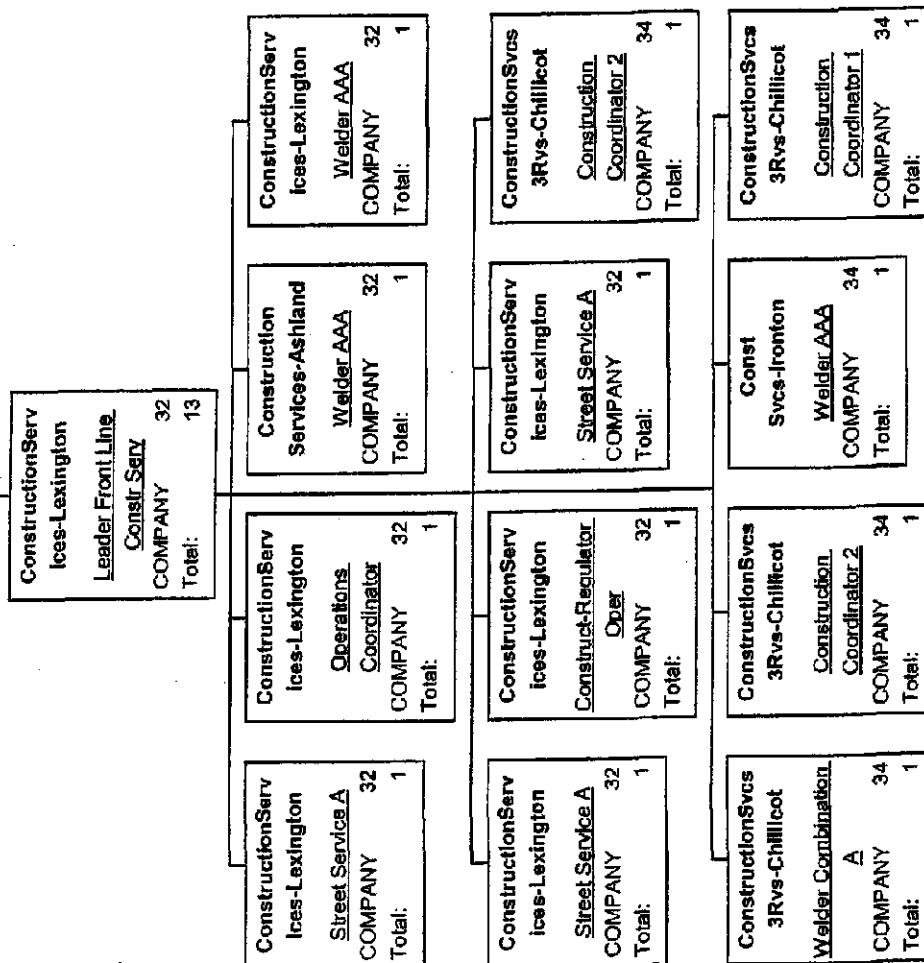 ConstructionServ
ices-Lexington
Leader Front Line
Constr Serv
COMPANY 32
Total: 13
ConstructionServ
ices-Lexington
Street Service A
COMPANY 32
Total: 1
ConstructionServ
ices-Lexington
Operations
Coordinator
COMPANY 32
Total: 1
Construction
Services-Ashland
Welder AAA
COMPANY 32
Total: 1
ConstructionServ
ices-Lexington
Welder AAA
COMPANY 32
Total: 1
ConstructionServ
ices-Lexington
Street Service A
COMPANY 32
Total: 1
ConstructionServ
ices-Lexington
Construct-Regulator
Oper
COMPANY 32
Total: 1
ConstructionServ
ices-Lexington
Street Service A
COMPANY 32
Total: 1
ConstructionSvcs
3Rvs-Chillicot
Construction
Coordinator 2
COMPANY 34
Total: 1
ConstructionSvcs
3Rvs-Chillicot
Welder Combination
A
COMPANY 34
Total: 1
ConstructionSvcs
3Rvs-Chillicot
Construction
Coordinator 2
COMPANY 34
Total: 1
Const
Svcs-Ironton
Welder AAA
COMPANY 34
Total: 1
ConstructionSvcs
3Rvs-Chillicot
Construction
Coordinator 1
COMPANY 34
Total: 1